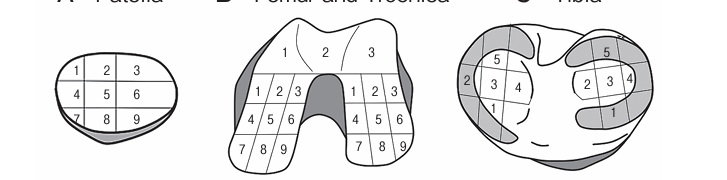 A Patella
B Femur and Trochlea
C Tibia
1 2 3
4 5 6
7 8 9
1 2 3
1 2 3 1 2 3
4 5 6 4 5 6
7 8 9 7 8 9
5 5
2 3 4 2 3 4
1 1